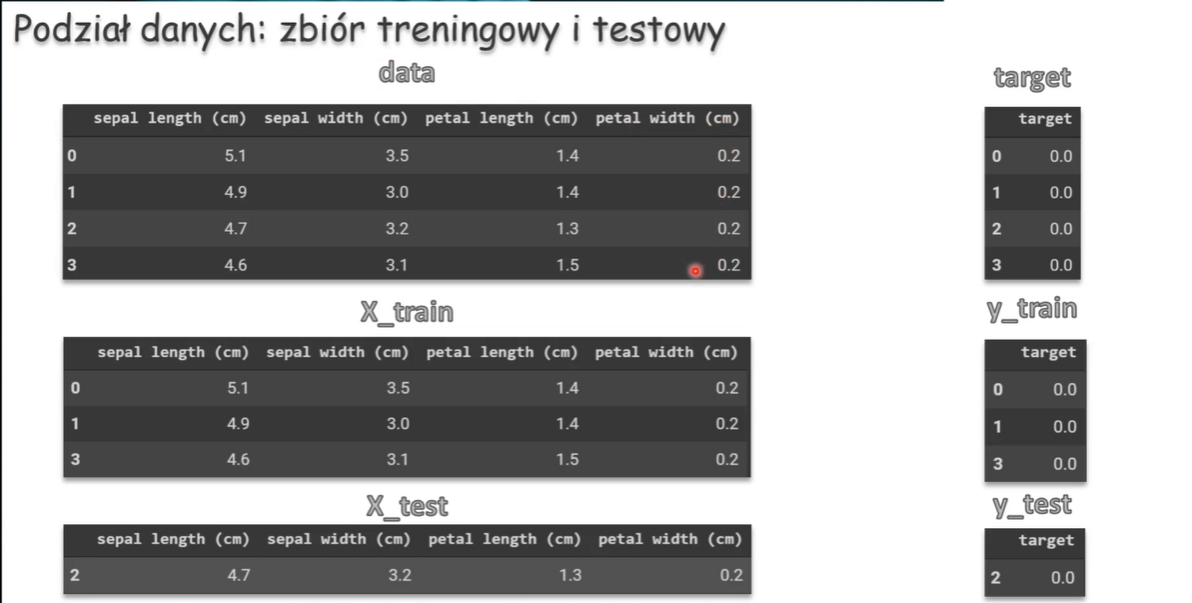 Podział danych: zbiór treningowy i testowy
data
sepal length (cm) sepal width (cm) petal length (cm) petal width (cm)
0 5.1 3.5 1.4 0.2
1 4.9 3.0 1.4 0.2
2 4.7 3.2 1.3 0.2
3 4.6 3.1 1.5 0.2
target
target
0 0.0
1 0.0
2 0.0
3 0.0
X_train
sepal length (cm) sepal width (cm) petal length (cm) petal width (cm)
0 5.1 3.5 1.4 0.2
1 4.9 3.0 1.4 0.2
3 4.6 3.1 1.5 0.2
y_train
target
0 0.0
1 0.0
3 0.0
X_test
sepal length (cm) sepal width (cm) petal length (cm) petal width (cm)
2 4.7 3.2 1.3 0.2
y_test
target
2 0.0